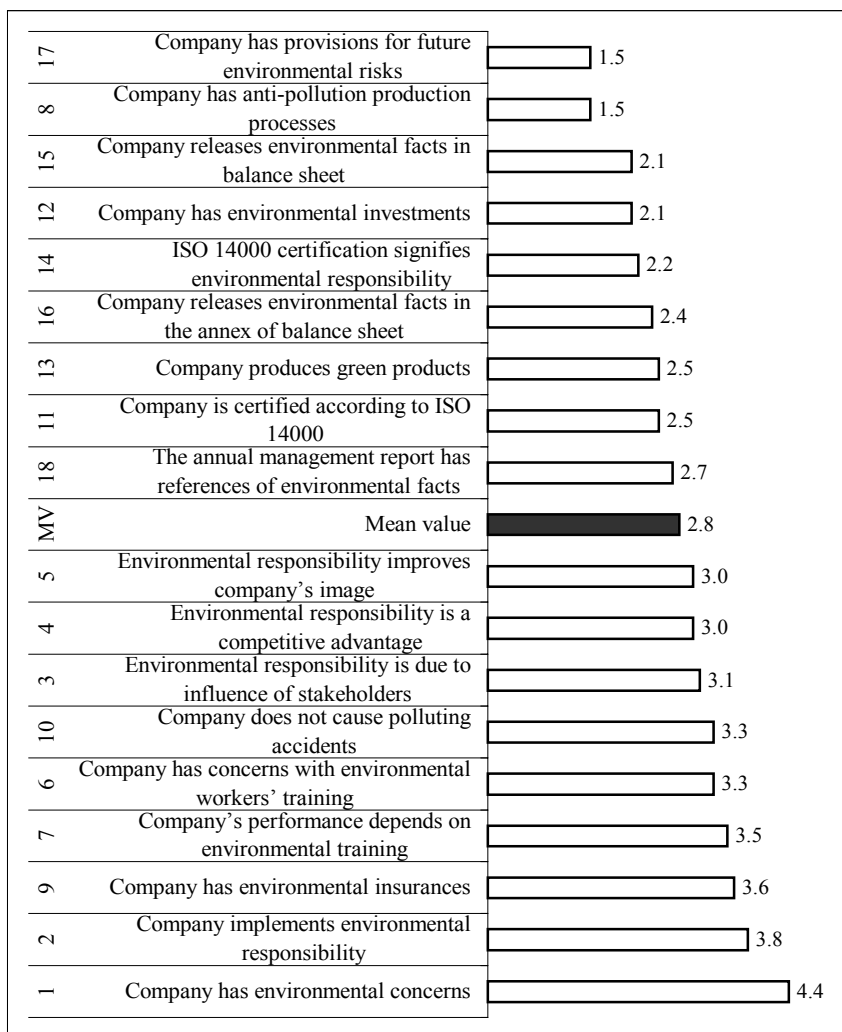 17 Company has provisions for future
environmental risks 1.5
8 Company has anti-pollution production
processes 1.5
15 Company releases environmental facts in
balance sheet 2.1
12 Company has environmental investments 2.1
14 ISO 14000 certification signifies
environmental responsibility 2.2
16 Company releases environmental facts in
the annex of balance sheet 2.4
13 Company produces green products 2.5
11 Company is certified according to ISO
14000 2.5
18 The annual management report has
references of environmental facts 2.7
MV Mean value 2.8
5 Environmental responsibility improves
company’s image 3.0
4 Environmental responsibility is a
competitive advantage 3.0
3 Environmental responsibility is due to
influence of stakeholders 3.1
10 Company does not cause polluting
accidents 3.3
6 Company has concerns with environmental
workers’ training 3.3
7 Company’s performance depends on
environmental training 3.5
9 Company has environmental insurances 3.6
2 Company implements environmental
responsibility 3.8
1 Company has environmental concerns 4.4